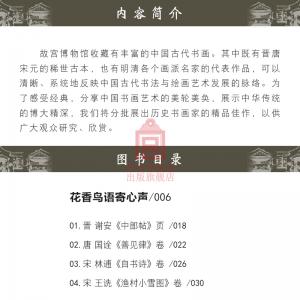 内容简介
故宫博物馆收藏有丰富的中国古代书画。其中既有晋唐
宋元的稀世古本，也有明清各个画派名家的代表作品，可以
清晰、系统地反映中国古代书法与绘画艺术发展的脉络。为
了感受经典，分享中国书画艺术的美轮美奂，展示中华传统
的博大精深，我们将分批展出历史书画家的精品佳作，以供
广大观众研究、欣赏。
出版旗舰店
图书目录
花香鸟语寄心声/006
01.晋 谢安《中郎帖》页 /018
02.唐 国诠《善见律》卷 /022
03.宋 林逋《自书诗》卷 /026
04.宋 王诜《渔村小雪图》卷 /030